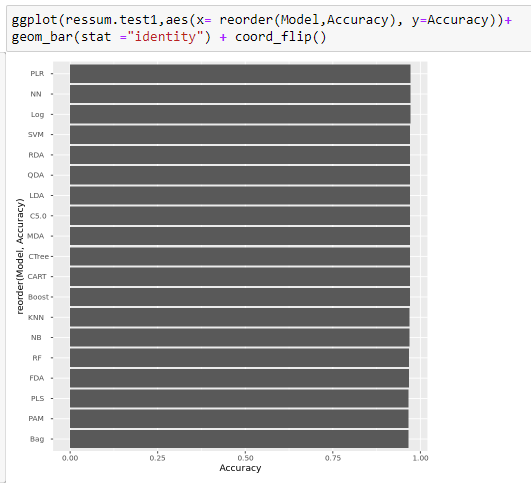 ggplot(ressum.test1,aes(x= reorder(Model,Accuracy), y=Accuracy))+
geom_bar(stat ="identity") + coord_flip()
reorder(Model, Accuracy)
PLR
NN
Log
SVM
RDA
QDA
LDA
C5.0
MDA
CTree
CART
Boost
KNN
NB
RF
FDA
PLS
PAM
Bag
0.00 0.25 0.50 0.75 1.00
Accuracy